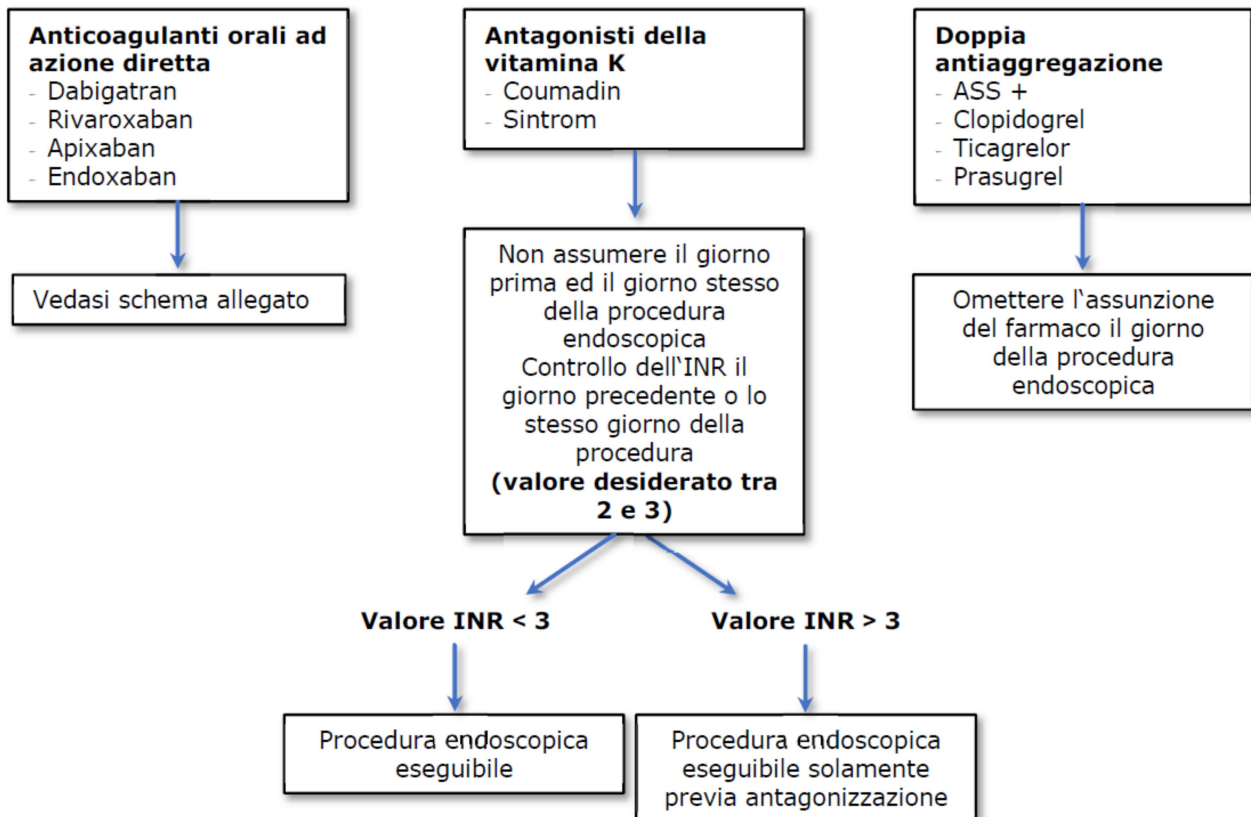 Anticoagulanti orali ad
azione diretta
- Dabigatran
- Rivaroxaban
- Apixaban
- Endoxaban
Vedasi schema allegato
Antagonisti della
vitamina K
- Coumadin
- Sintrom
Non assumere il giorno
prima ed il giorno stesso
della procedura
endoscopica
Controllo dell‘INR il
giorno precedente o lo
stesso giorno della
procedura
(valore desiderato tra
2 e 3)
Doppia
antiaggregazione
- ASS +
- Clopidogrel
- Ticagrelor
- Prasugrel
Omettere l‘assunzione
del farmaco il giorno
della procedura
endoscopica
Valore INR < 3
Valore INR > 3
Procedura endoscopica
eseguibile
Procedura endoscopica
eseguibile solamente
previa antagonizzazione